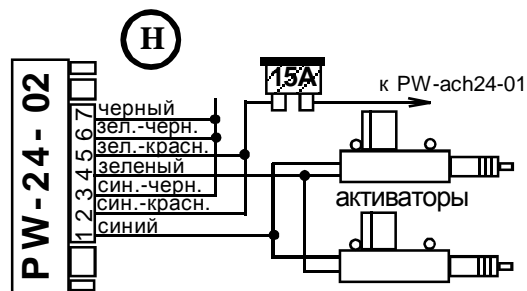 Н
15А
к PW-ach24-01
PW-24-02
7 черный
6 зел.-черн.
5 зел.-красн.
4 зеленый
3 син.-черн.
2 син.-красн.
1 синий
активаторы